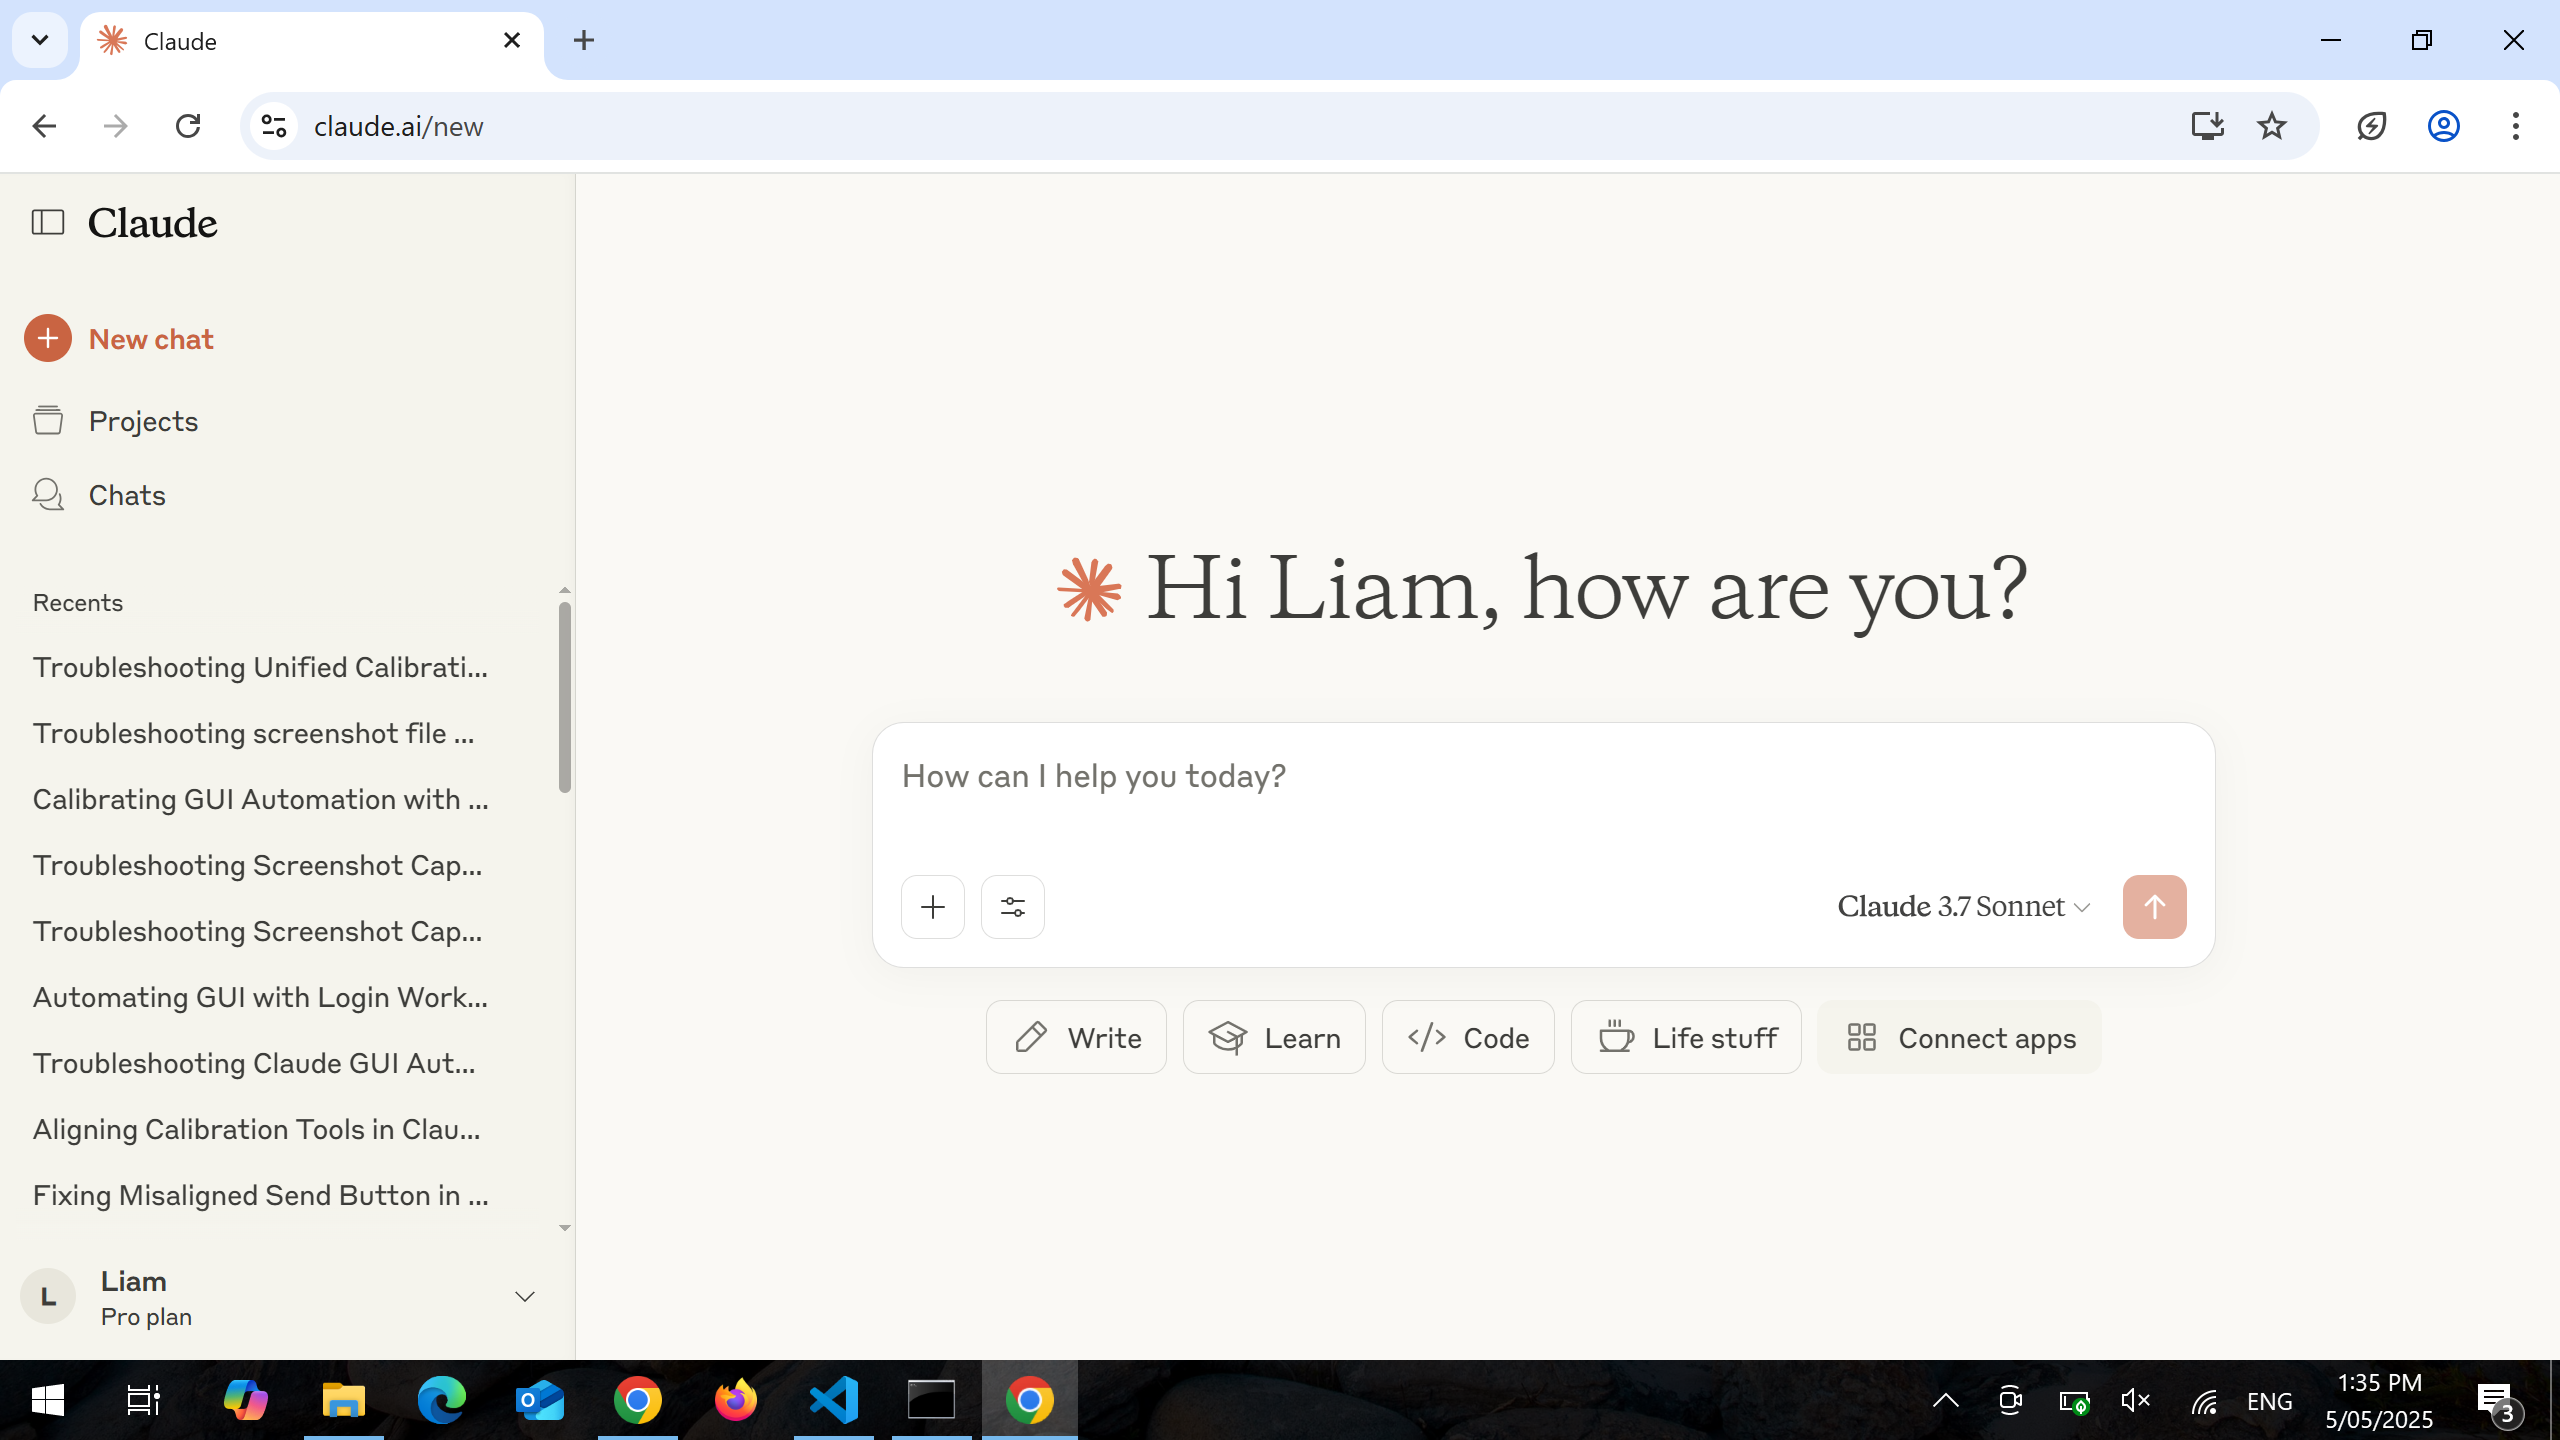 Claude
claude.ai/new
Claude
New chat
Projects
Chats
Recents
Troubleshooting Unified Calibrati...
Troubleshooting screenshot file ...
Calibrating GUI Automation with ...
Troubleshooting Screenshot Cap...
Troubleshooting Screenshot Cap...
Automating GUI with Login Work...
Troubleshooting Claude GUI Aut...
Aligning Calibration Tools in Clau...
Fixing Misaligned Send Button in ...
L
Liam
Pro plan
Hi Liam, how are you?
How can I help you today?
Claude 3.7 Sonnet
Write
Learn
Code
Life stuff
Connect apps
ENG
1:35 PM
5/05/2025
3